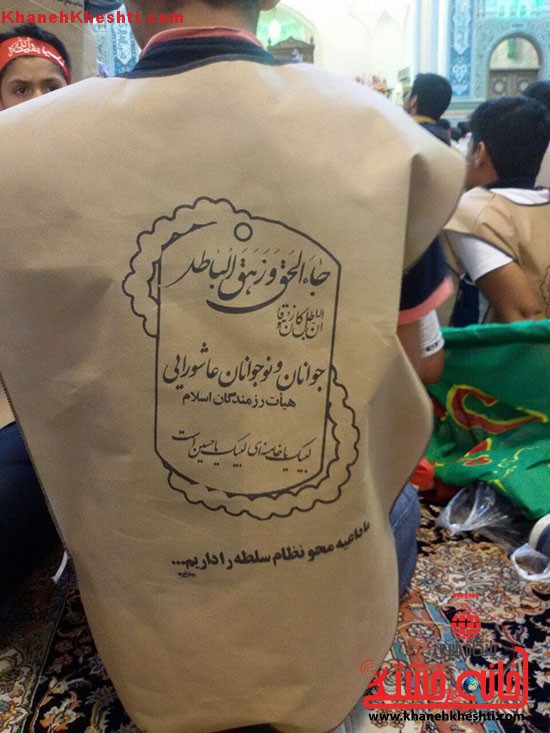 KhanehKheshti.Com
جاء الحق و زهق الباطل
ان الباطل کان زهوقا
جوانان و نوجوانان عاشورایی
هیأت رزمندگان اسلام
لبیک یا خامنه ای لبیک یا حسین است
ما داعیه محو نظام سلطه را داریم...
خانه خشتی
www.khanehkheshti.com